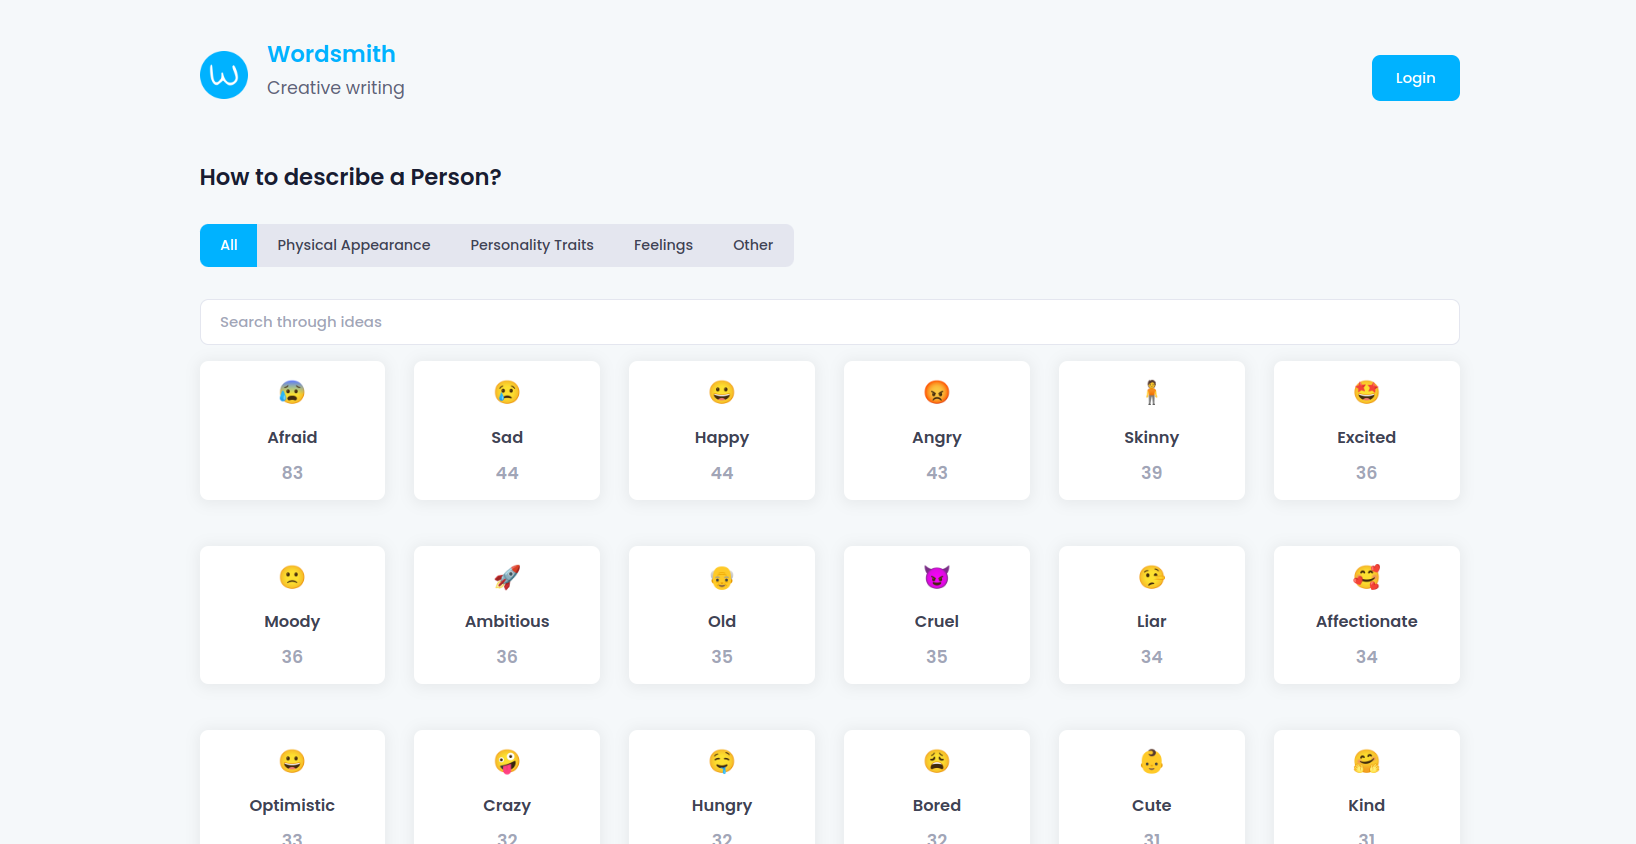 Wordsmith
Creative writing
Login
How to describe a Person?
All Physical Appearance Personality Traits Feelings Other
Search through ideas
Afraid Sad Happy Angry Skinny Excited
83 44 44 43 39 36
Moody Ambitious Old Cruel Liar Affectionate
36 36 35 35 34 34
Optimistic Crazy Hungry Bored Cute Kind
33 32 32 32 31 31